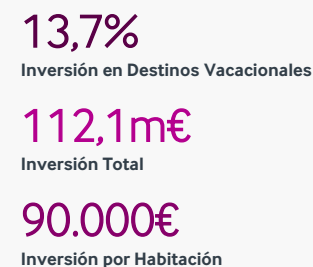 13,7%
Inversión en Destinos Vacacionales
112,1m€
Inversión Total
90.000€
Inversión por Habitación